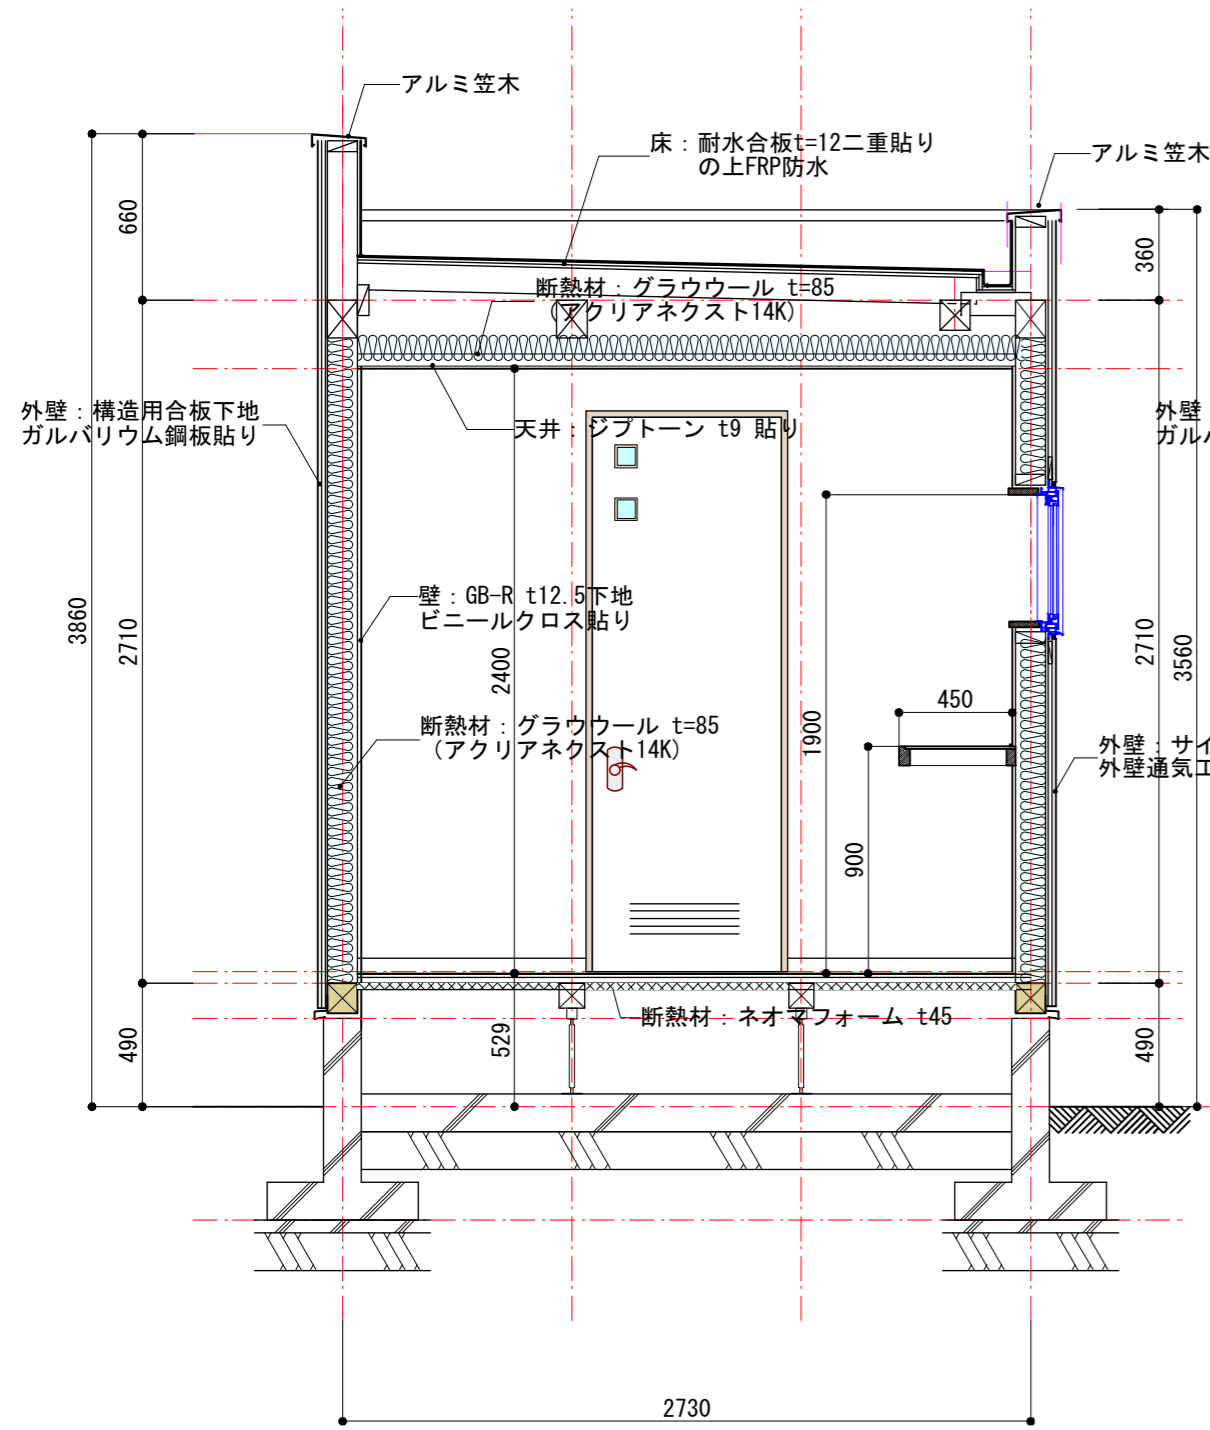 アルミ笠木
床：耐水合板t=12二重貼り
の上FRP防水
アルミ笠木
660
360
断熱材：グラウウール t=85
（アクリアネクスト14K）
外壁：構造用合板下地
ガルバリウム鋼板貼り
天井：ジプトーン t9 貼り
外壁
ガルバ
3860
2710
壁：GB-R t12.5下地
ビニールクロス貼り
2400
1900
2710
3560
450
断熱材：グラウウール t=85
（アクリアネクスト14K）
外壁：サイ
外壁通気工
900
490
529
断熱材：ネオマフォーム t45
490
2730